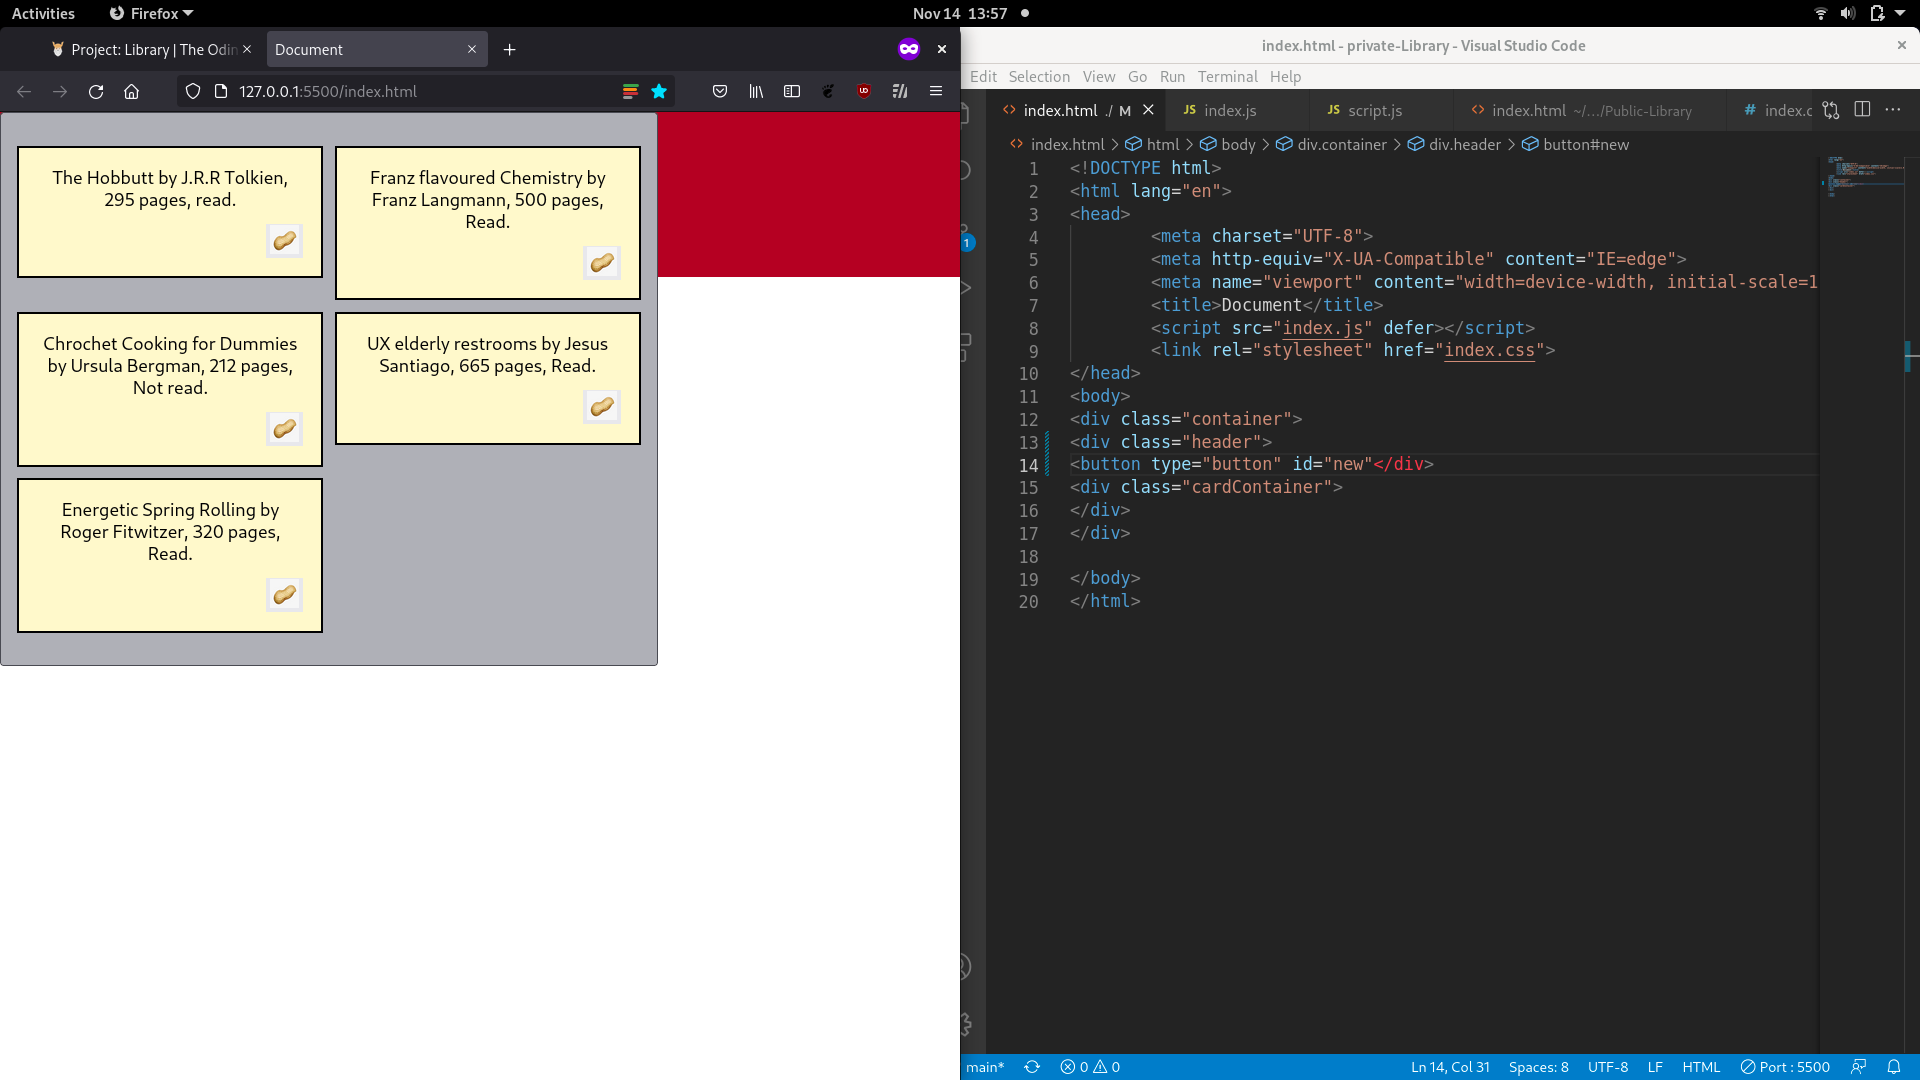 Activities Firefox Nov 14 13:57
Project: Library | The Odin Document
127.0.0.1:5500/index.html
The Hobbutt by J.R.R Tolkien,
295 pages, read.
Franz flavoured Chemistry by
Franz Langmann, 500 pages,
Read.
Chrochet Cooking for Dummies
by Ursula Bergman, 212 pages,
Not read.
UX elderly restrooms by Jesus
Santiago, 665 pages, Read.
Energetic Spring Rolling by
Roger Fitwitzer, 320 pages,
Read.
index.html - private-Library - Visual Studio Code
Edit Selection View Go Run Terminal Help
index.html ./ M JS index.js JS script.js index.html ~/.../Public-Library # index.c
index.html > html > body > div.container > div.header > button#new
1 <!DOCTYPE html>
2 <html lang="en">
3 <head>
4 <meta charset="UTF-8">
5 <meta http-equiv="X-UA-Compatible" content="IE=edge">
6 <meta name="viewport" content="width=device-width, initial-scale=1
7 <title>Document</title>
8 <script src="index.js" defer></script>
9 <link rel="stylesheet" href="index.css">
10 </head>
11 <body>
12 <div class="container">
13 <div class="header">
14 <button type="button" id="new"</div>
15 <div class="cardContainer">
16 </div>
17 </div>
18
19 </body>
20 </html>
1
main* 0 0 Ln 14, Col 31 Spaces: 8 UTF-8 LF HTML Port : 5500